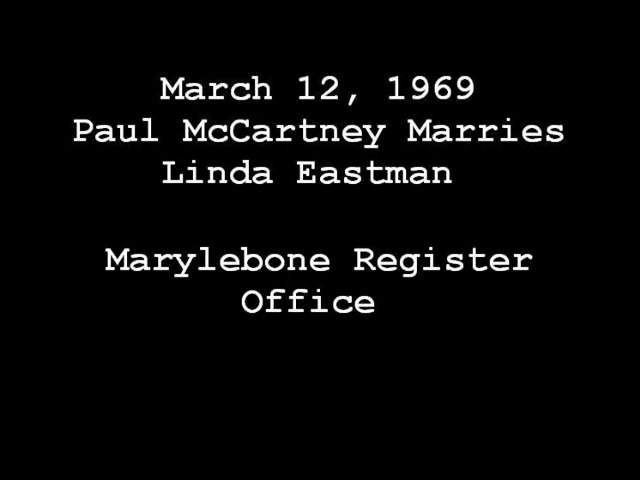 March 12, 1969
Paul McCartney Marries
Linda Eastman
Marylebone Register
Office